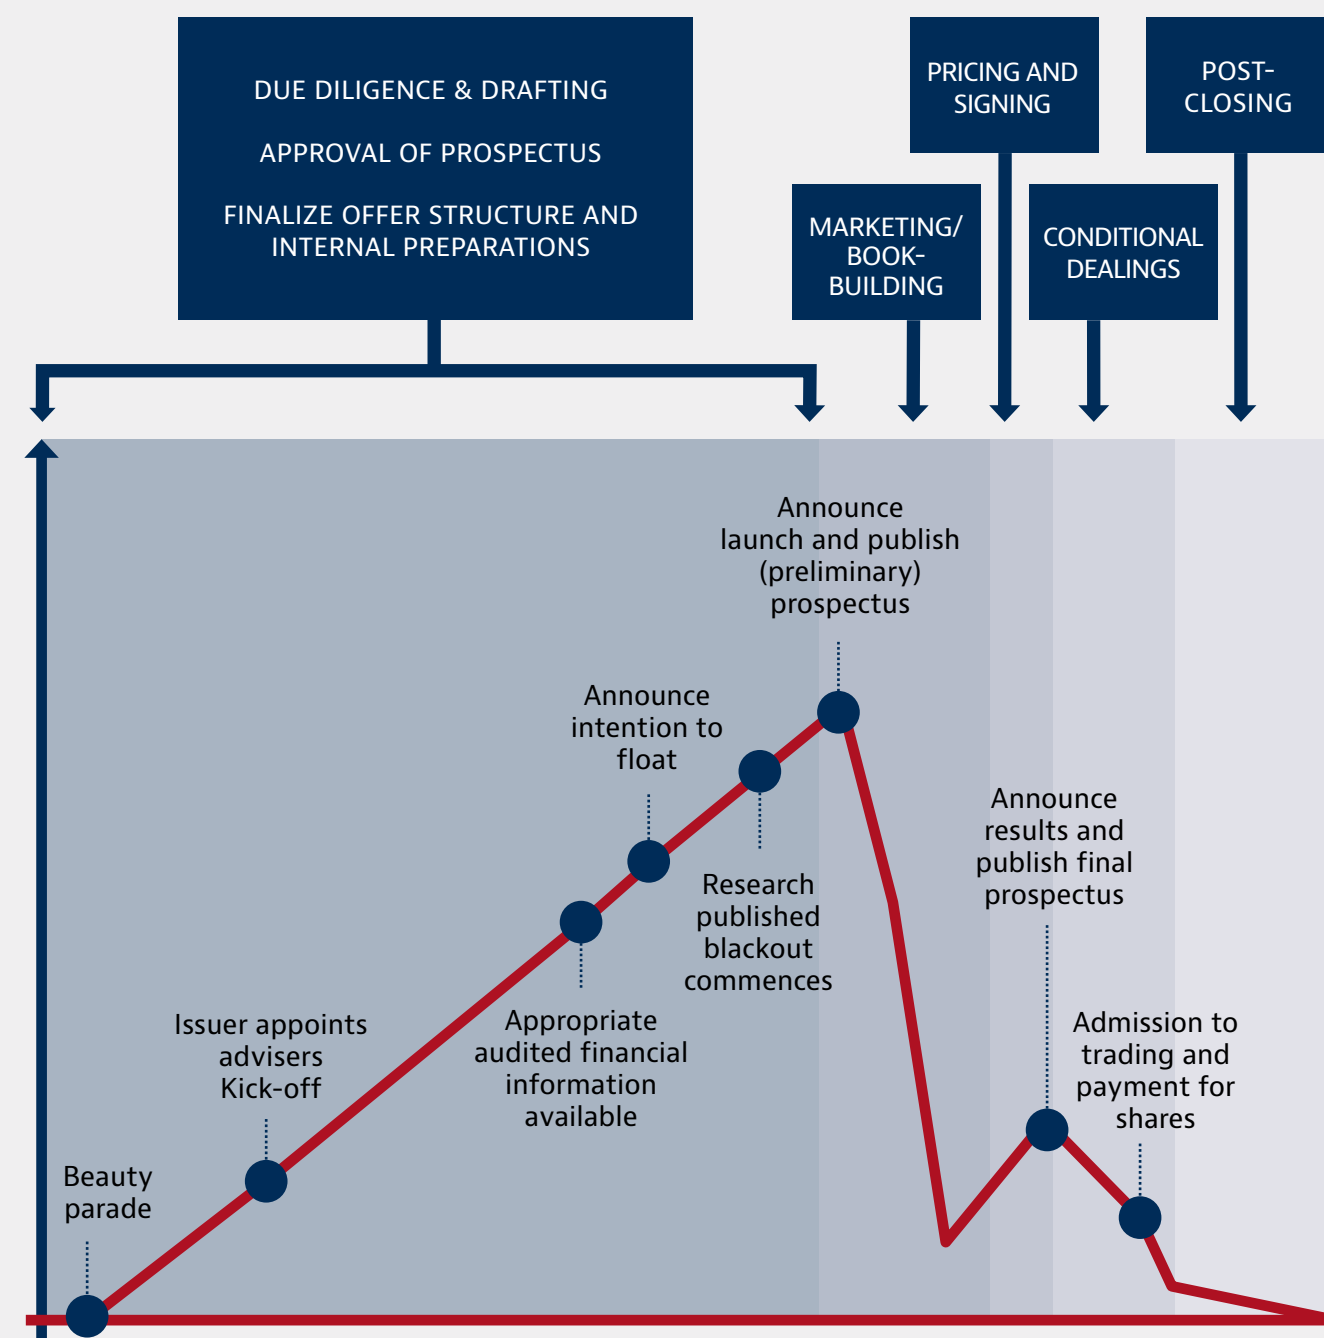 DUE DILIGENCE & DRAFTING
APPROVAL OF PROSPECTUS
FINALIZE OFFER STRUCTURE AND
INTERNAL PREPARATIONS
MARKETING/
BOOK-
BUILDING
PRICING AND
SIGNING
CONDITIONAL
DEALINGS
POST-
CLOSING
Beauty
parade
Issuer appoints
advisers
Kick-off
Appropriate
audited financial
information
available
Announce
intention to
float
Research
published
blackout
commences
Announce
launch and publish
(preliminary)
prospectus
Announce
results and
publish final
prospectus
Admission to
trading and
payment for
shares